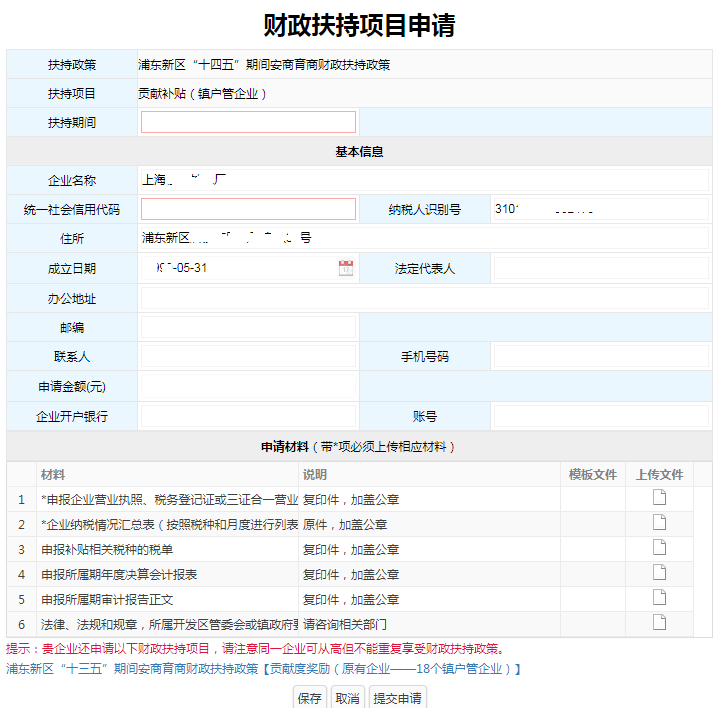 财政扶持项目申请
扶持政策 浦东新区“十四五”期间安商育商财政扶持政策
扶持项目 贡献补贴（镇户管企业）
扶持期间
基本信息
企业名称 上海 厂
统一社会信用代码 纳税人识别号 310
住所 浦东新区 号
成立日期 -05-31 法定代表人
办公地址
邮编
联系人 手机号码
申请金额(元)
企业开户银行 账号
申请材料（带*项必须上传相应材料）
材料 说明 模板文件 上传文件
1 *申报企业营业执照、税务登记证或三证合一营业 复印件，加盖公章
2 *企业纳税情况汇总表（按照税种和月度进行列表 原件，加盖公章
3 申报补贴相关税种的税单 复印件，加盖公章
4 申报所属期年度决算会计报表 复印件，加盖公章
5 申报所属期审计报告正文 复印件，加盖公章
6 法律、法规和规章，所属开发区管委会或镇政府 请咨询相关部门
提示：贵企业还申请以下财政扶持项目，请注意同一企业可从高但不能重复享受财政扶持政策。
浦东新区“十三五”期间安商育商财政扶持政策【贡献度奖励（原有企业——18个镇户管企业）】
保存 取消 提交申请